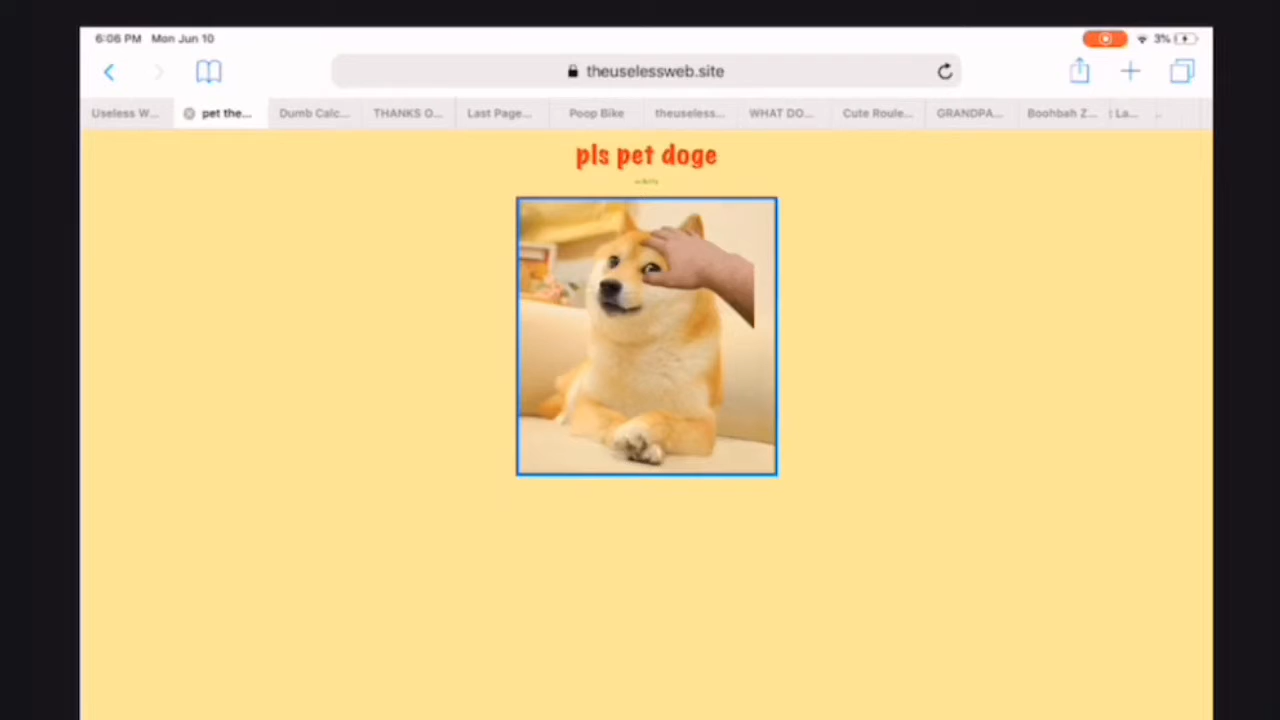 6:06 PM Mon Jun 10
3%
theuselessweb.site
Useless W... pet the... Dumb Calc... THANKS O... Last Page... Poop Bike theuseless... WHAT DO... Cute Roule... GRANDPA... Boohbah Z... t La...
pls pet doge